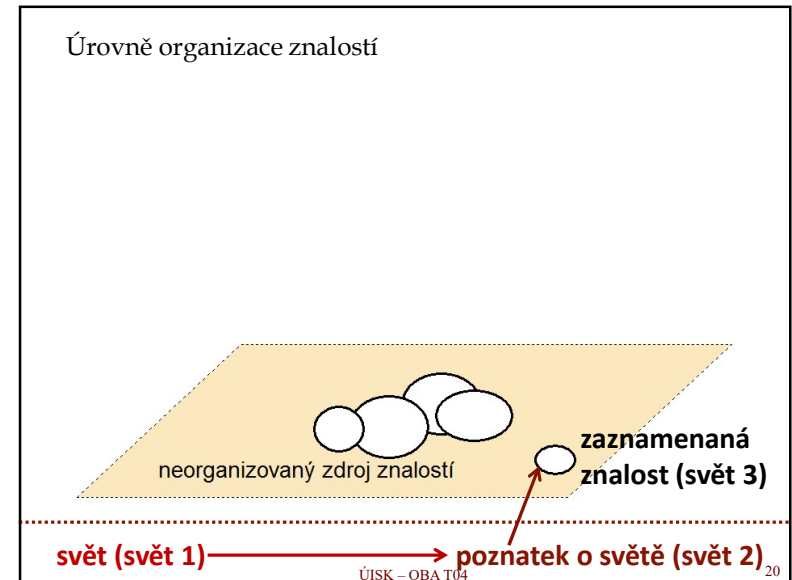 Úrovně organizace znalostí
zaznamenaná
neorganizovaný zdroj znalostí
znalost (svět 3)
svět (svět 1)
poznatek o světě (svět 2)
ÚISK – OBA T04
20